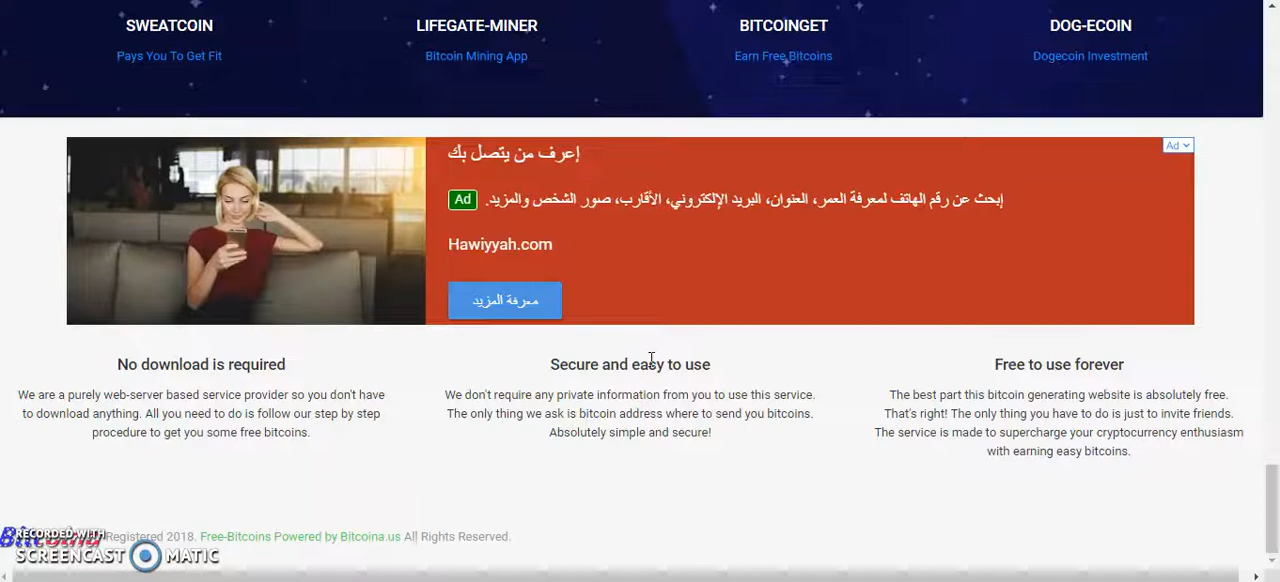 SWEATCOIN
Pays You To Get Fit
LIFEGATE-MINER
Bitcoin Mining App
BITCOINGET
Earn Free Bitcoins
DOG-ECOIN
Dogecoin Investment
إعرف من يتصل بك
Ad
إبحث عن رقم الهاتف لمعرفة العمر، العنوان، البريد الإلكتروني، الأقارب، صور الشخص والمزيد.
Ad
Hawiyyah.com
معرفة المزيد
No download is required
We are a purely web-server based service provider so you don't have
to download anything. All you need to do is follow our step by step
procedure to get you some free bitcoins.
Secure and easy to use
We don't require any private information from you to use this service.
The only thing we ask is bitcoin address where to send you bitcoins.
Absolutely simple and secure!
Free to use forever
The best part this bitcoin generating website is absolutely free.
That's right! The only thing you have to do is just to invite friends.
The service is made to supercharge your cryptocurrency enthusiasm
with earning easy bitcoins.
Registered 2018. Free-Bitcoins Powered by Bitcoina.us All Rights Reserved.
RECORDED WITH
SCREENCAST MATIC